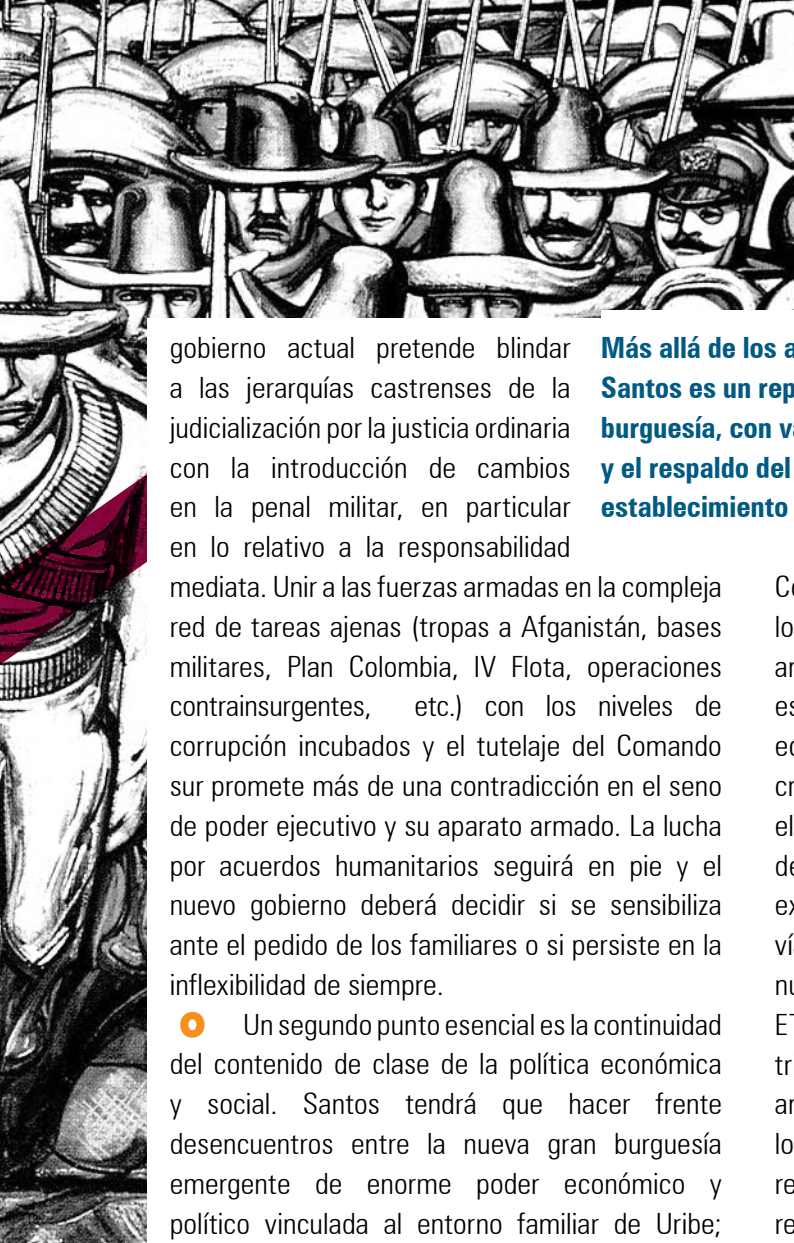 gobierno actual pretende blindar
a las jerarquías castrenses de la
judicialización por la justicia ordinaria
con la introducción de cambios
en la penal militar, en particular
en lo relativo a la responsabilidad
mediata. Unir a las fuerzas armadas en la compleja
red de tareas ajenas (tropas a Afganistán, bases
militares, Plan Colombia, IV Flota, operaciones
contrainsurgentes, etc.) con los niveles de
corrupción incubados y el tutelaje del Comando
sur promete más de una contradicción en el seno
de poder ejecutivo y su aparato armado. La lucha
por acuerdos humanitarios seguirá en pie y el
nuevo gobierno deberá decidir si se sensibiliza
ante el pedido de los familiares o si persiste en la
inflexibilidad de siempre.
o Un segundo punto esencial es la continuidad
del contenido de clase de la política económica
y social. Santos tendrá que hacer frente
desencuentros entre la nueva gran burguesía
emergente de enorme poder económico y
político vinculada al entorno familiar de Uribe;
Más allá de los
Santos es un
burguesía, con
y el respaldo del
establecimiento